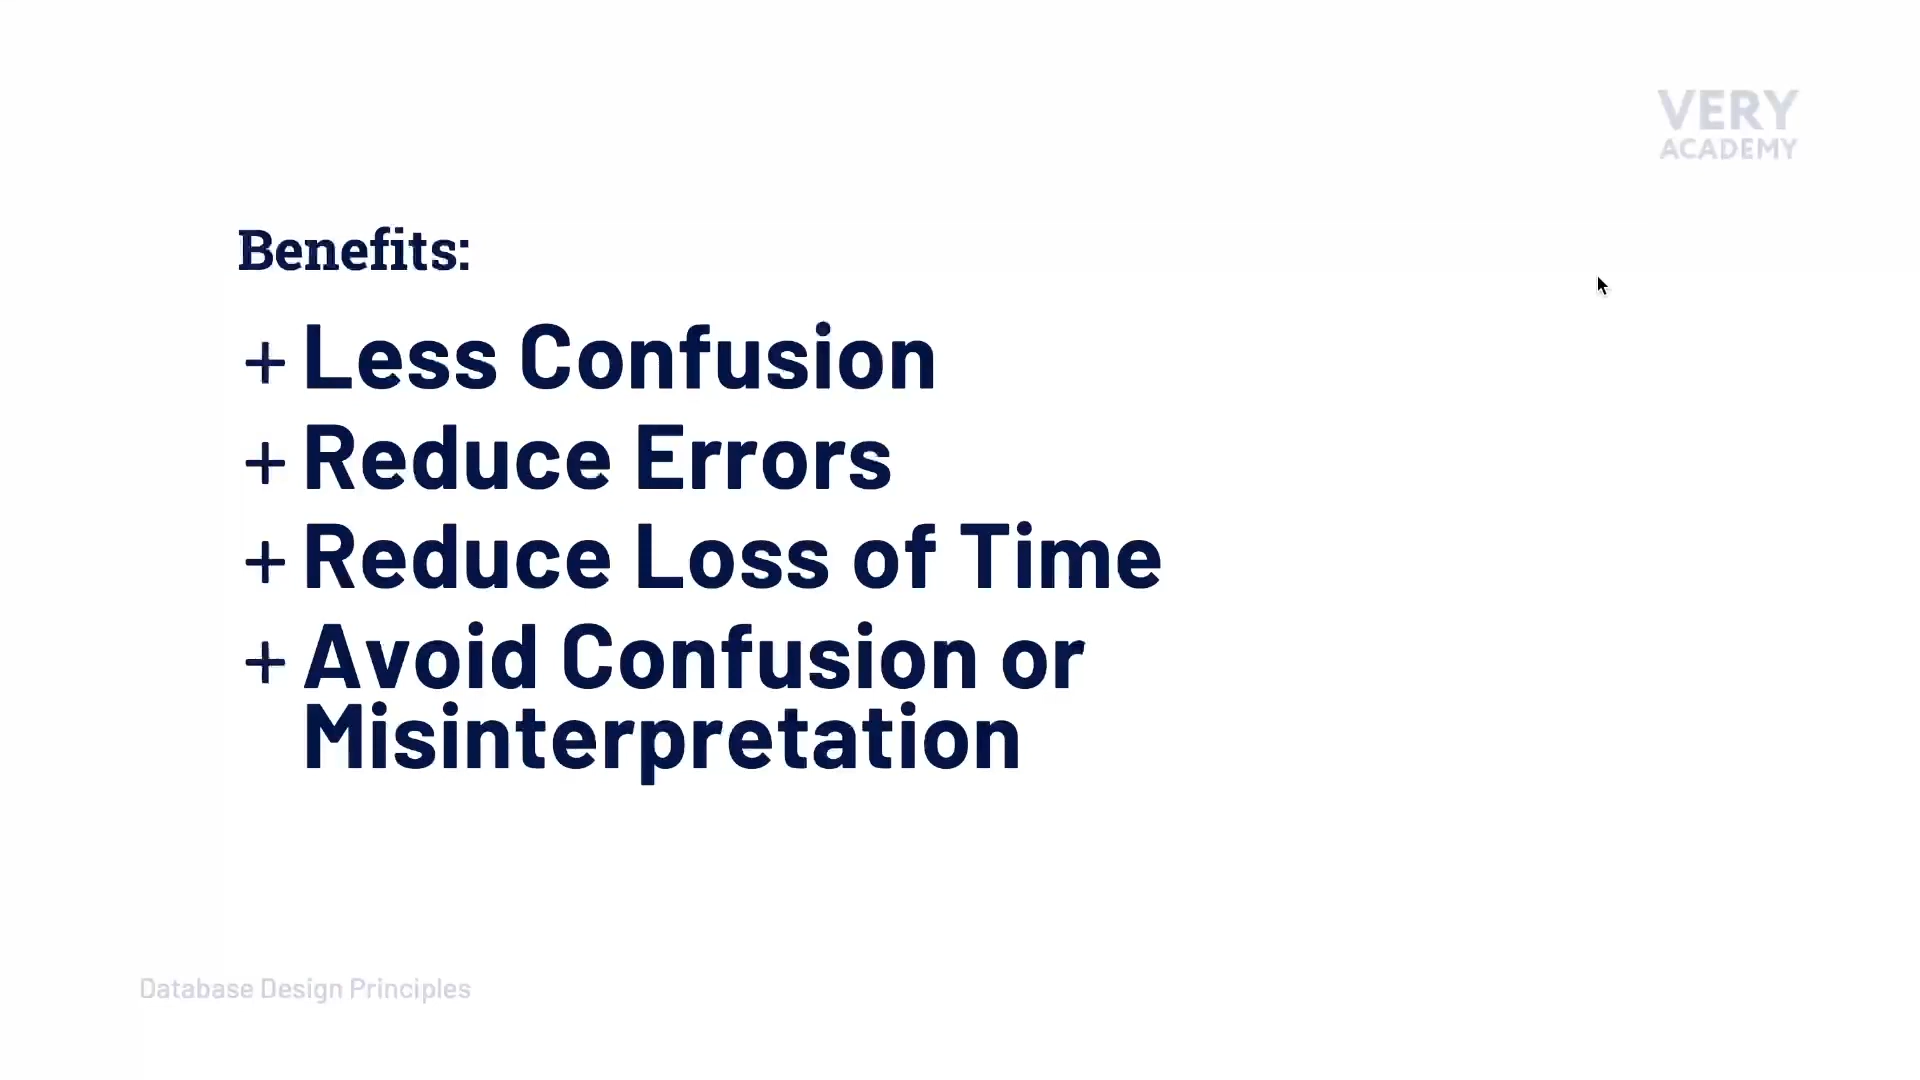 VERY
ACADEMY
Benefits:
+ Less Confusion
+ Reduce Errors
+ Reduce Loss of Time
+ Avoid Confusion or
Misinterpretation
Database Design Principles